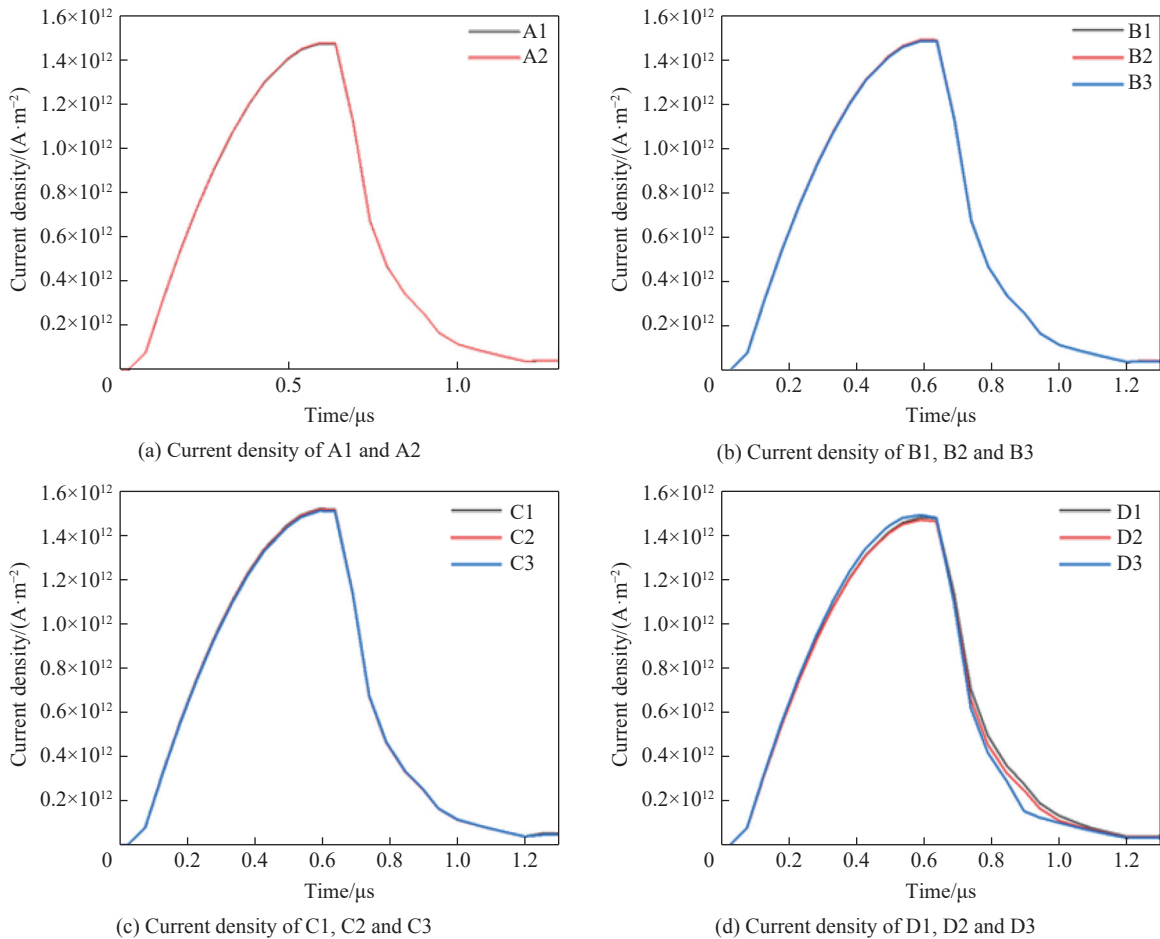 1.6×10¹²
1.4×10¹²
1.2×10¹²
1.0×10¹²
0.8×10¹²
0.6×10¹²
0.4×10¹²
0.2×10¹²
Current density/(A·m⁻²)
A1
A2
0 0.5 1.0
Time/μs
(a) Current density of A1 and A2
1.6×10¹²
1.4×10¹²
1.2×10¹²
1.0×10¹²
0.8×10¹²
0.6×10¹²
0.4×10¹²
0.2×10¹²
Current density/(A·m⁻²)
B1
B2
B3
0 0.2 0.4 0.6 0.8 1.0 1.2
Time/μs
(b) Current density of B1, B2 and B3
1.6×10¹²
1.4×10¹²
1.2×10¹²
1.0×10¹²
0.8×10¹²
0.6×10¹²
0.4×10¹²
0.2×10¹²
Current density/(A·m⁻²)
C1
C2
C3
0 0.2 0.4 0.6 0.8 1.0 1.2
Time/μs
(c) Current density of C1, C2 and C3
1.6×10¹²
1.4×10¹²
1.2×10¹²
1.0×10¹²
0.8×10¹²
0.6×10¹²
0.4×10¹²
0.2×10¹²
Current density/(A·m⁻²)
D1
D2
D3
0 0.2 0.4 0.6 0.8 1.0 1.2
Time/μs
(d) Current density of D1, D2 and D3